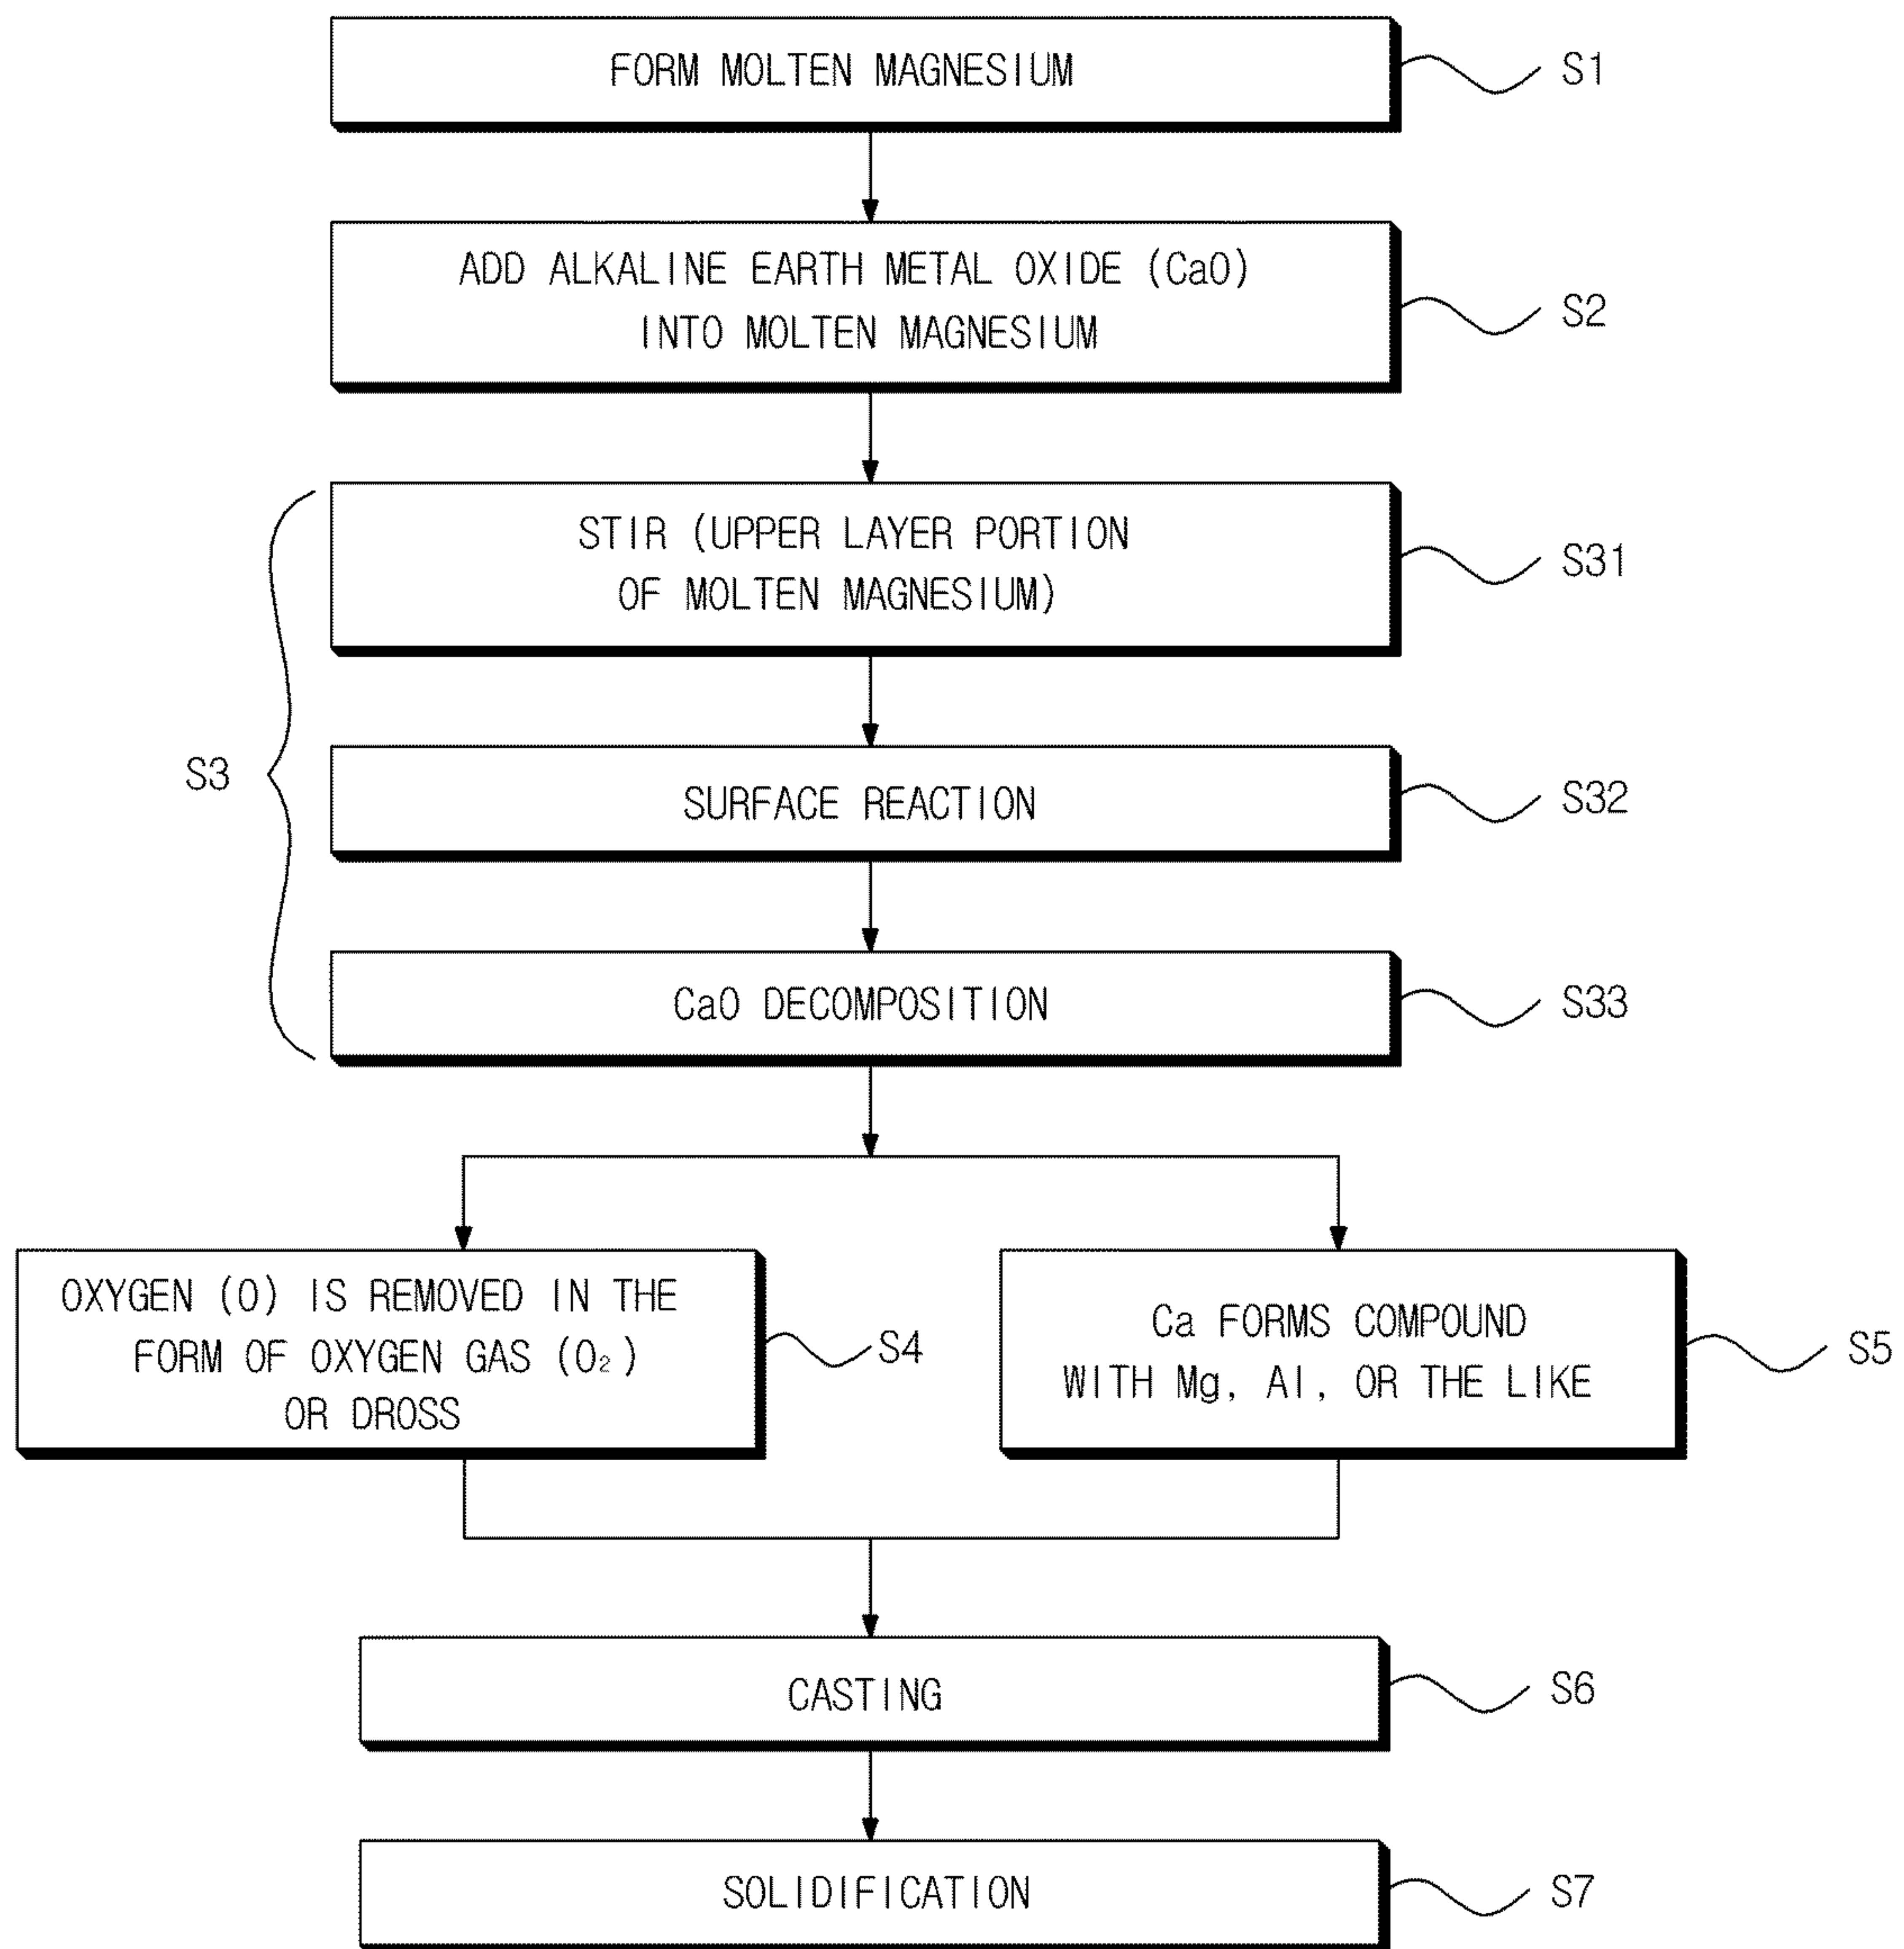 FORM MOLTEN MAGNESIUM
S1
ADD ALKALINE EARTH METAL OXIDE (CaO)
INTO MOLTEN MAGNESIUM
S2
STIR (UPPER LAYER PORTION
OF MOLTEN MAGNESIUM)
S31
S3
SURFACE REACTION
S32
CaO DECOMPOSITION
S33
OXYGEN (O) IS REMOVED IN THE
FORM OF OXYGEN GAS (O₂)
OR DROSS
S4
Ca FORMS COMPOUND
WITH Mg, Al, OR THE LIKE
S5
CASTING
S6
SOLIDIFICATION
S7